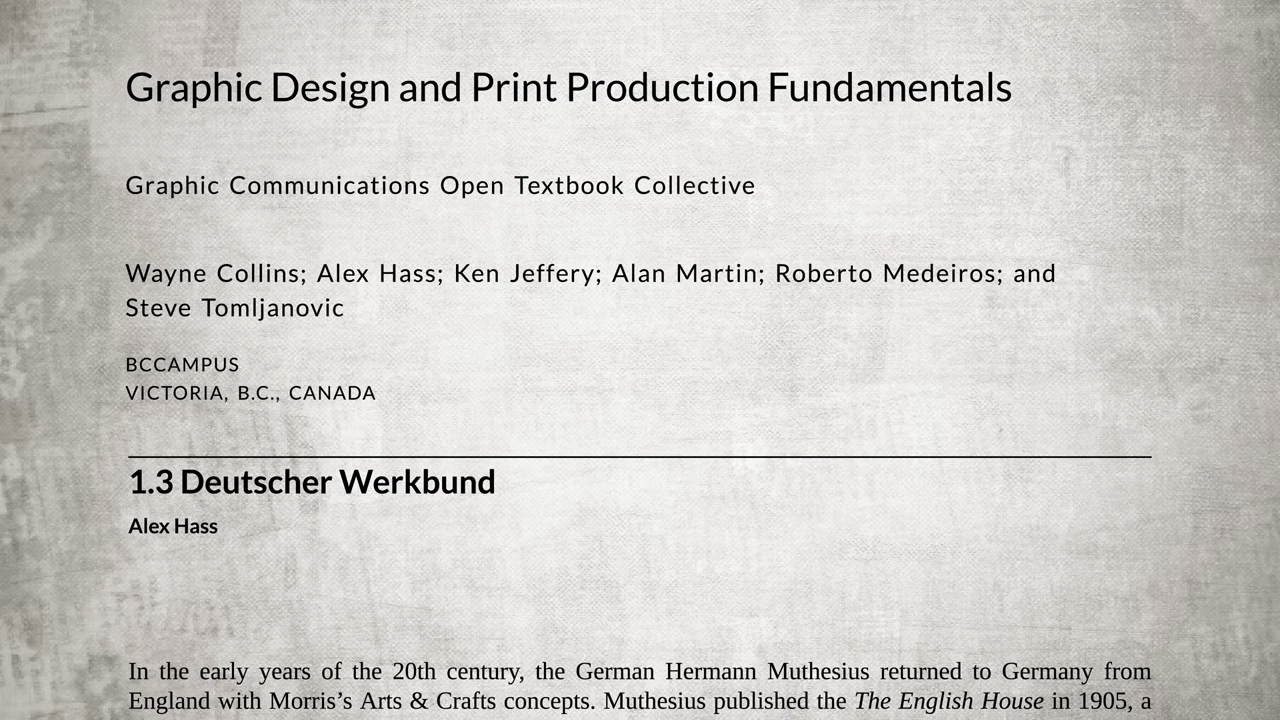 Graphic Design and Print Production Fundamentals
Graphic Communications Open Textbook Collective
Wayne Collins; Alex Hass; Ken Jeffery; Alan Martin; Roberto Medeiros; and
Steve Tomljanovic
BCCAMPUS
VICTORIA, B.C., CANADA
1.3 Deutscher Werkbund
Alex Hass
In the early years of the 20th century, the German Hermann Muthesius returned to Germany from
England with Morris’s Arts & Crafts concepts. Muthesius published the The English House in 1905, a